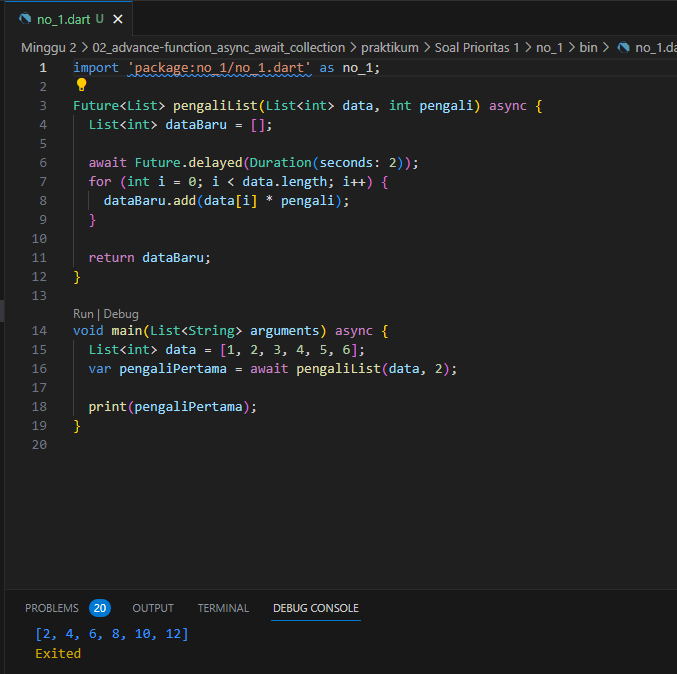 no_1.dart U
Minggu 2 > 02_advance-function_async_await_collection > praktikum > Soal Prioritas 1 > no_1 > bin > no_1.da
1 import 'package:no_1/no_1.dart' as no_1;
2
3 Future<List> pengaliList(List<int> data, int pengali) async {
4 List<int> dataBaru = [];
5
6 await Future.delayed(Duration(seconds: 2));
7 for (int i = 0; i < data.length; i++) {
8 dataBaru.add(data[i] * pengali);
9 }
10
11 return dataBaru;
12 }
13
Run | Debug
14 void main(List<String> arguments) async {
15 List<int> data = [1, 2, 3, 4, 5, 6];
16 var pengaliPertama = await pengaliList(data, 2);
17
18 print(pengaliPertama);
19 }
20
PROBLEMS 20 OUTPUT TERMINAL DEBUG CONSOLE
[2, 4, 6, 8, 10, 12]
Exited